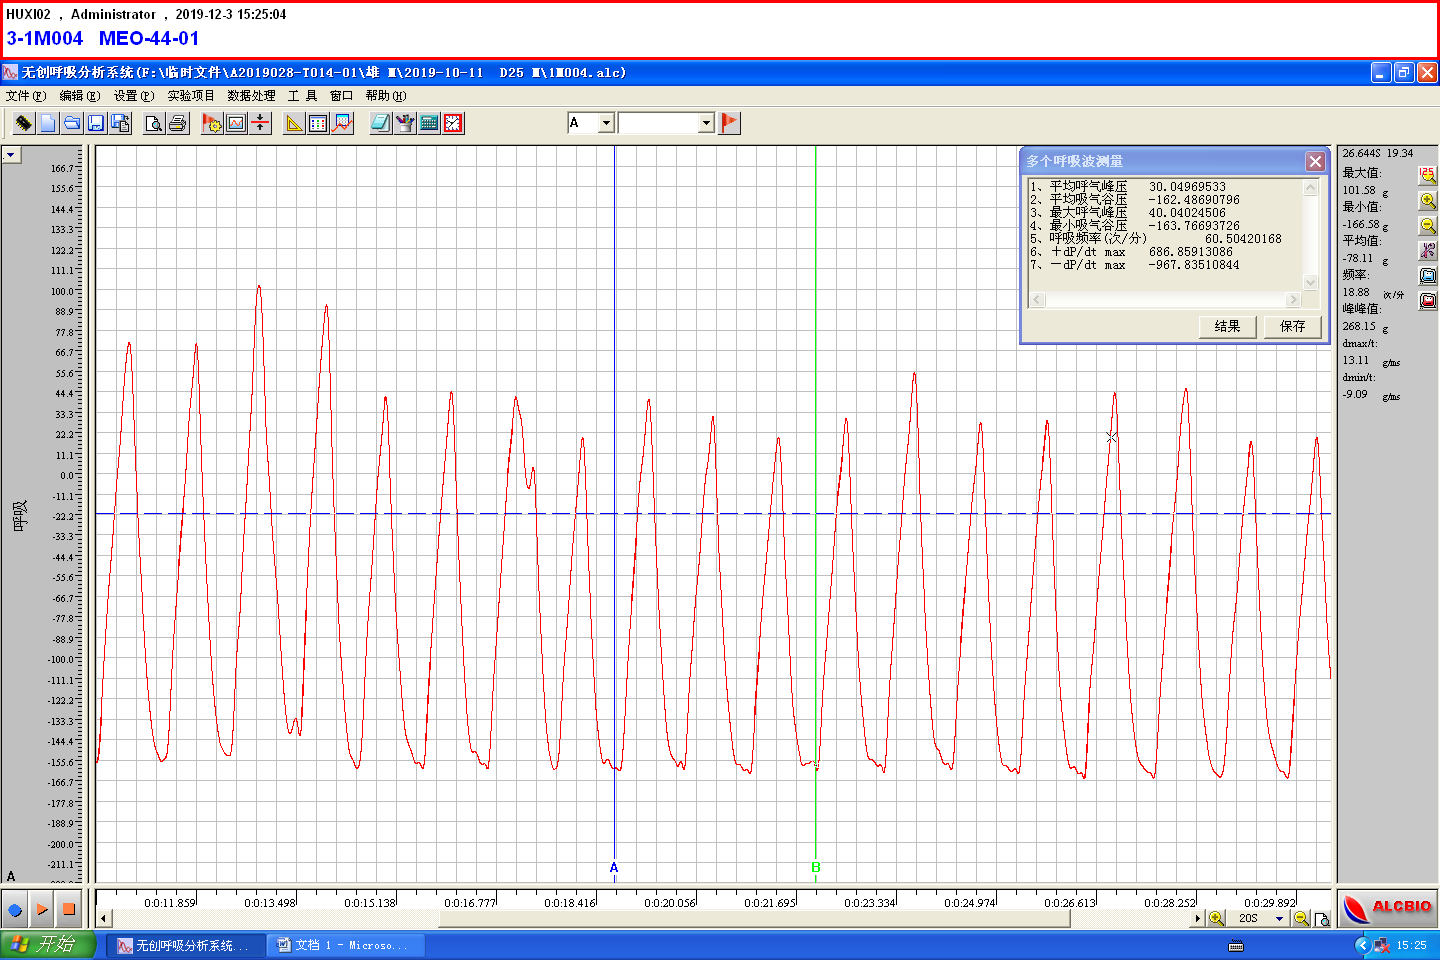 HUXI02 , Administrator , 2019-12-3 15:25:04
3-1M004 MEO-44-01
无创呼吸分析系统(F:\临时文件\A2019028-T014-01\雄 M\2019-10-11 D25 M\1M004.alc)
文件(F) 编辑(E) 设置(P) 实验项目 数据处理 工 具 窗口 帮助(H)
A
多个呼吸波测量
1、平均呼气峰压 30.04969533
2、平均吸气谷压 -162.48690796
3、最大呼气峰压 40.04024506
4、最小吸气谷压 -163.76693726
5、呼吸频率(次/分) 60.50420168
6、＋dP/dt max 686.85913086
7、－dP/dt max -967.83510844
结果 保存
26.644S 19.34
最大值:
101.58 g
最小值:
-166.58 g
平均值:
-78.11 g
频率:
18.88 次/分
峰峰值:
268.15 g
dmax/t:
13.11 g/ms
dmin/t:
-9.09 g/ms
125
166.7
155.6
144.4
133.3
122.2
111.1
100.0
88.9
77.8
66.7
55.6
44.4
33.3
22.2
11.1
0.0
-11.1
-22.2
-33.3
-44.4
-55.6
-66.7
-77.8
-88.9
-100.0
-111.1
-122.2
-133.3
-144.4
-155.6
-166.7
-177.8
-188.9
-200.0
-211.1
呼吸
A
A B
0:0:11.859 0:0:13.498 0:0:15.138 0:0:16.777 0:0:18.416 0:0:20.056 0:0:21.695 0:0:23.334 0:0:24.974 0:0:26.613 0:0:28.252 0:0:29.892
20S
ALCBIO
开始 无创呼吸分析系统... 文档 1 - Microso... 15:25